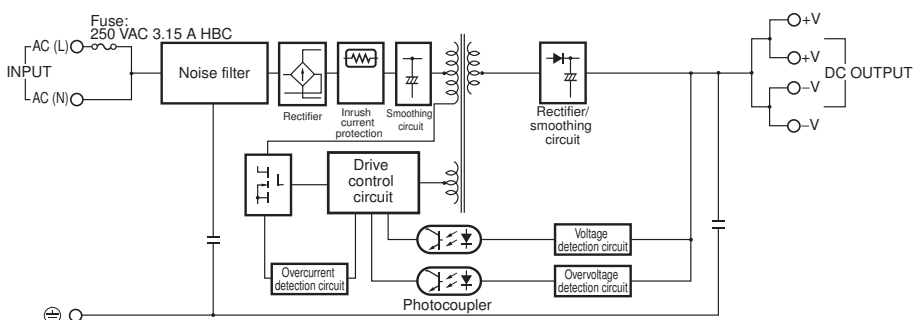 Fuse:
250 VAC 3.15 A HBC
AC (L)
INPUT
AC (N)
Noise filter
Rectifier
Inrush
current
protection
Smoothing
circuit
Rectifier/
smoothing
circuit
+V
+V
DC OUTPUT
−V
−V
Drive
control
circuit
Overcurrent
detection circuit
Voltage
detection circuit
Overvoltage
detection circuit
Photocoupler